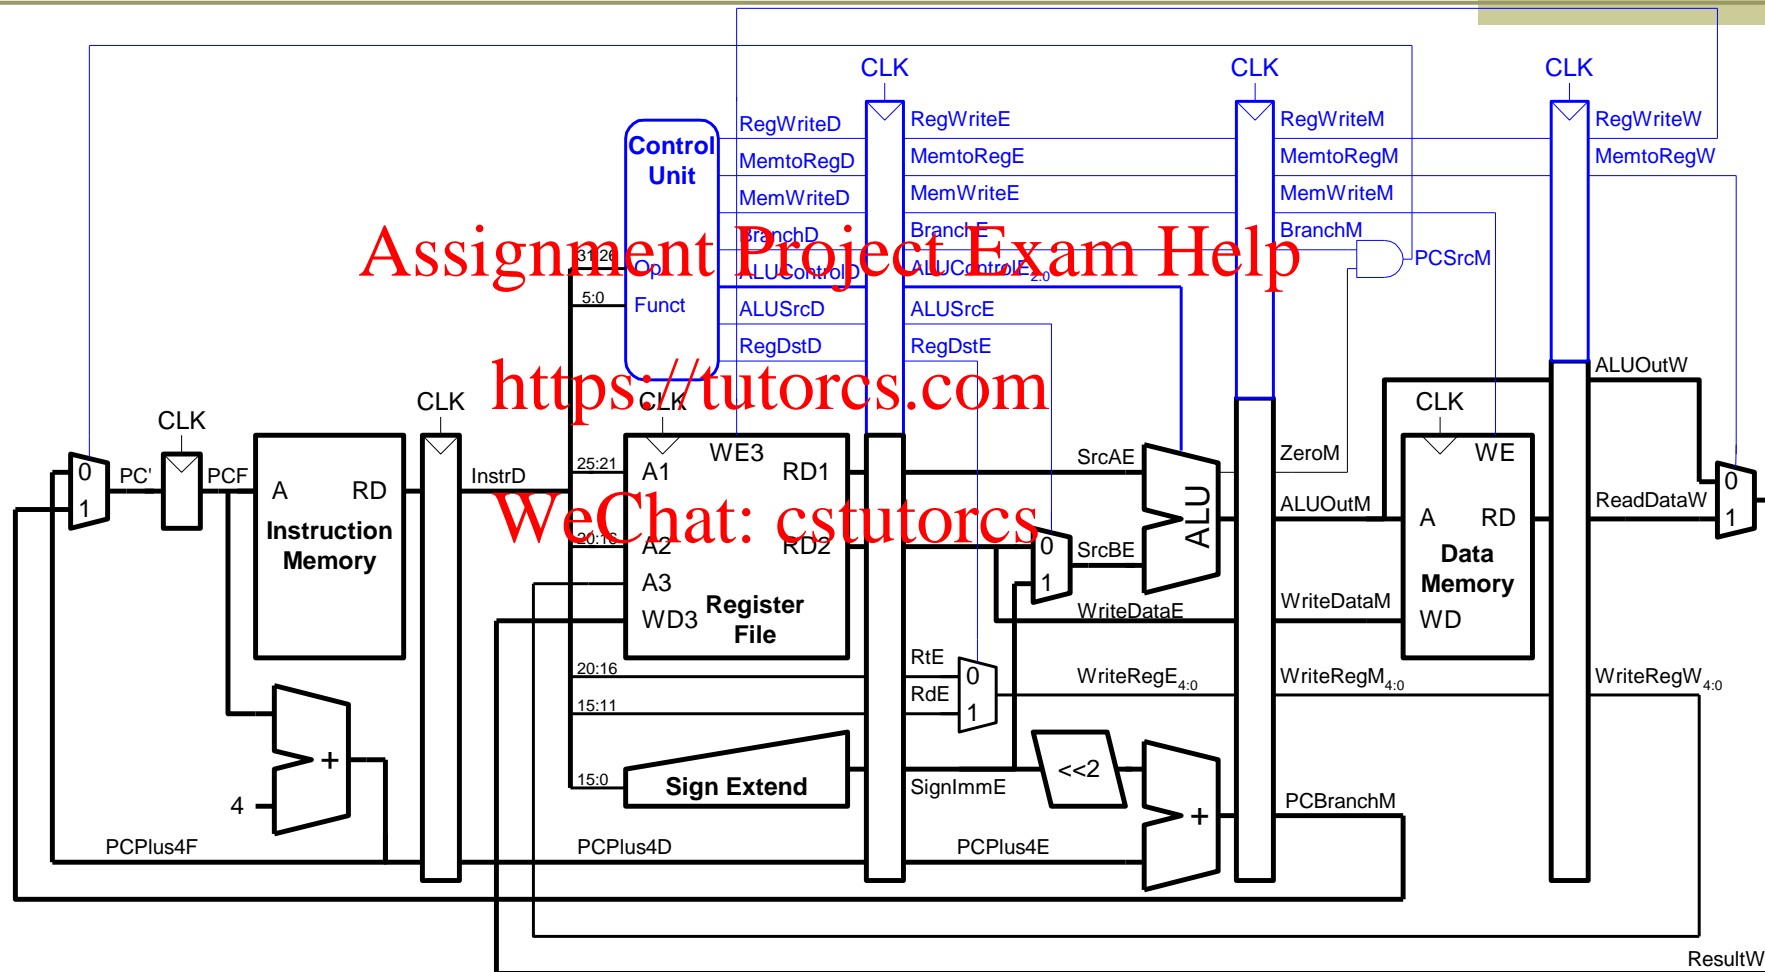 CLK CLK CLK
RegWriteD RegWriteE RegWriteM RegWriteW
Control
Unit
MemtoRegD MemtoRegE MemtoRegM MemtoRegW
MemWriteD MemWriteE MemWriteM
BranchD BranchE BranchM
Assignment Project Exam Help
PCSrcM
31:26 Op ALUControlD ALUControlE2:0
5:0 Funct ALUSrcD ALUSrcE
RegDstD RegDstE
ALUOutW
https://tutorcs.com
CLK CLK CLK CLK
WE3 WE
0 PC' PCF A RD InstrD 25:21 A1 RD1 SrcAE ZeroM 0
1
ALU
ALUOutM ReadDataW 1
WeChat: cstutorcs
Instruction
Memory
20:16 A2 RD2 0 SrcBE A RD
1
Data
Memory
A3
WD3 Register
File
WriteDataE WriteDataM WD
20:16 RtE 0 WriteRegE4:0 WriteRegM4:0 WriteRegW4:0
15:11 RdE 1
+
4
15:0 Sign Extend SignImmE <<2
+
PCBranchM
PCPlus4F PCPlus4D PCPlus4E
ResultW